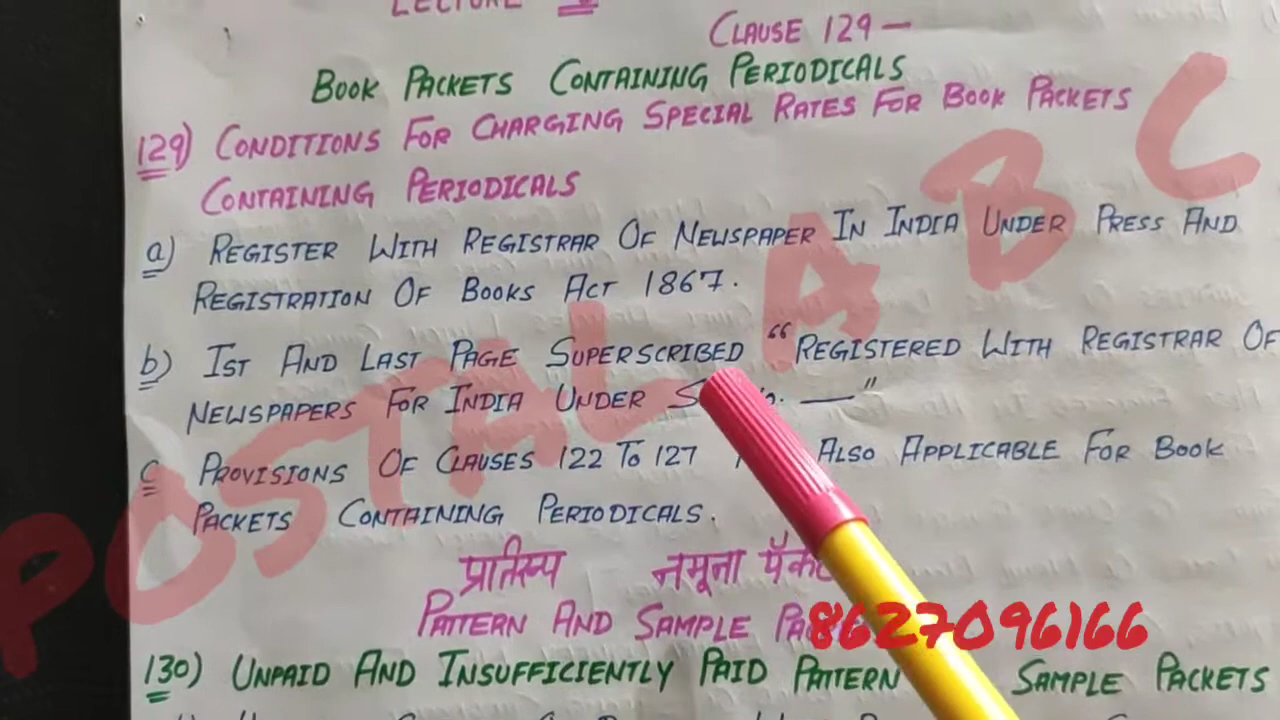 LECTURE
CLAUSE 129 —
BOOK PACKETS CONTAINING PERIODICALS
129) CONDITIONS FOR CHARGING SPECIAL RATES FOR BOOK PACKETS
CONTAINING PERIODICALS
a) REGISTER WITH REGISTRAR OF NEWSPAPER IN INDIA UNDER PRESS AND
REGISTRATION OF BOOKS ACT 1867.
b) IST AND LAST PAGE SUPERSCRIBED "REGISTERED WITH REGISTRAR OF
NEWSPAPERS FOR INDIA UNDER —"
c PROVISIONS OF CLAUSES 122 TO 127 ALSO APPLICABLE FOR BOOK
PACKETS CONTAINING PERIODICALS.
प्रतिरूप नमूना
PATTERN AND SAMPLE
8627096166
130) UNPAID AND INSUFFICIENTLY PAID PATTERN SAMPLE PACKETS
POSTAL A B C